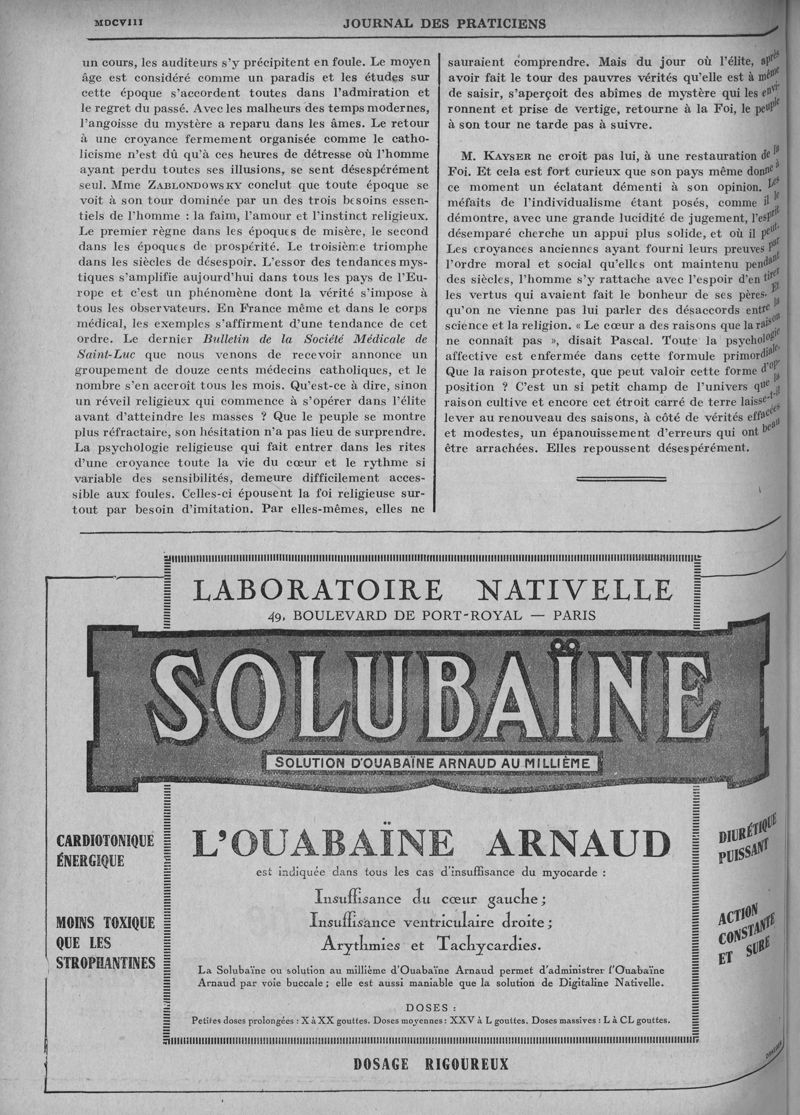 MDCVIII
JOURNAL DES PRATICIENS
un cours, les auditeurs s'y précipitent en foule. Le moyen
âge est considéré comme un paradis et les études sur
cette époque s'accordent toutes dans l'admiration et
le regret du passé. Avec les malheurs des temps modernes,
l'angoisse du mystère a reparu dans les âmes. Le retour
à une croyance fermement organisée comme le catho-
licisme n'est dû qu'à ces heures de détresse où l'homme
ayant perdu toutes ses illusions, se sent désespérément
seul. Mme ZABLONDOWSKY conclut que toute époque se
voit à son tour dominée par un des trois besoins essen-
tiels de l'homme : la faim, l'amour et l'instinct religieux.
Le premier règne dans les époques de misère, le second
dans les époques de prospérité. Le troisième triomphe
dans les siècles de désespoir. L'essor des tendances mys-
tiques s'amplifie aujourd'hui dans tous les pays de l'Eu-
rope et c'est un phénomène dont la vérité s'impose à
tous les observateurs. En France même et dans le corps
médical, les exemples s'affirment d'une tendance de cet
ordre. Le dernier Bulletin de la Société Médicale de
Saint-Luc que nous venons de recevoir annonce un
groupement de douze cents médecins catholiques, et le
nombre s'en accroît tous les mois. Qu'est-ce à dire, sinon
un réveil religieux qui commence à s'opérer dans l'élite
avant d'atteindre les masses ? Que le peuple se montre
plus réfractaire, son hésitation n'a pas lieu de surprendre.
La psychologie religieuse qui fait entrer dans les rites
d'une croyance toute la vie du cœur et le rythme si
variable des sensibilités, demeure difficilement acces-
sible aux foules. Celles-ci épousent la foi religieuse sur-
tout par besoin d'imitation. Par elles-mêmes, elles ne
sauraient comprendre. Mais du jour où l'élite, après
avoir fait le tour des pauvres vérités qu'elle est à même
de saisir, s'aperçoit des abîmes de mystère qui les envi-
ronnent et prise de vertige, retourne à la Foi, le peuple
à son tour ne tarde pas à suivre.
M. KAYSER ne croit pas lui, à une restauration de la
Foi. Et cela est fort curieux que son pays même donne à
ce moment un éclatant démenti à son opinion. Les
méfaits de l'individualisme étant posés, comme il le
démontre, avec une grande lucidité de jugement, l'esprit
désemparé cherche un appui plus solide, et où il peut.
Les croyances anciennes ayant fourni leurs preuves par
l'ordre moral et social qu'elles ont maintenu pendant
des siècles, l'homme s'y rattache avec l'espoir d'en tirer
les vertus qui avaient fait le bonheur de ses pères. Et
qu'on ne vienne pas lui parler des désaccords entre la
science et la religion. « Le cœur a des raisons que la raison
ne connaît pas », disait Pascal. Toute la psychologie
affective est enfermée dans cette formule primordiale.
Que la raison proteste, que peut valoir cette forme d'op-
position ? C'est un si petit champ de l'univers que la
raison cultive et encore cet étroit carré de terre laisse-t-il
lever au renouveau des saisons, à côté de vérités effacées
et modestes, un épanouissement d'erreurs qui ont beau
être arrachées. Elles repoussent désespérément.
LABORATOIRE NATIVELLE
49, BOULEVARD DE PORT-ROYAL — PARIS
SOLUBAÏNE
SOLUTION D'OUABAÏNE ARNAUD AU MILLIÈME
CARDIOTONIQUE
ÉNERGIQUE
MOINS TOXIQUE
QUE LES
STROPHANTINES
L'OUABAÏNE ARNAUD
est indiquée dans tous les cas d'insuffisance du myocarde :
Insuffisance du cœur gauche ;
Insuffisance ventriculaire droite ;
Arythmies et Tachycardies.
La Solubaïne ou solution au millième d'Ouabaïne Arnaud permet d'administrer l'Ouabaïne
Arnaud par voie buccale ; elle est aussi maniable que la solution de Digitaline Nativelle.
DOSES :
Petites doses prolongées : X à XX gouttes. Doses moyennes : XXV à L gouttes. Doses massives : L à CL gouttes.
DIURÉTIQUE
PUISSANT
ACTION
CONSTANTE
ET SURE
DOSAGE RIGOUREUX